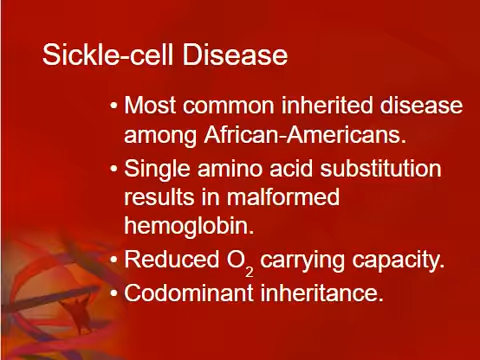 Sickle-cell Disease
• Most common inherited disease
among African-Americans.
• Single amino acid substitution
results in malformed
hemoglobin.
• Reduced O2 carrying capacity.
• Codominant inheritance.